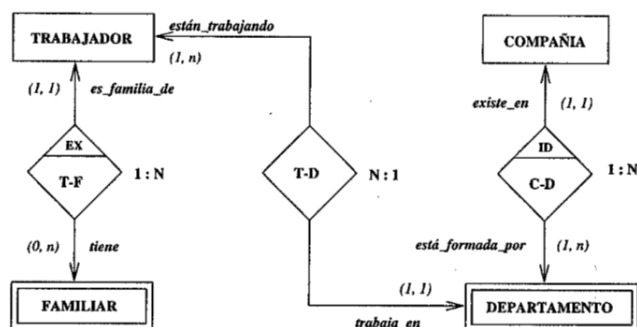 TRABAJADOR
están_trabajando
(1, n)
COMPAÑIA
(1, 1)
es_familia_de
existe_en
(1, 1)
EX
T-F
1 : N
T-D
N : 1
ID
C-D
1 : N
(0, n)
tiene
está_formada_por
(1, n)
(1, 1)
FAMILIAR
DEPARTAMENTO
trabaja_en